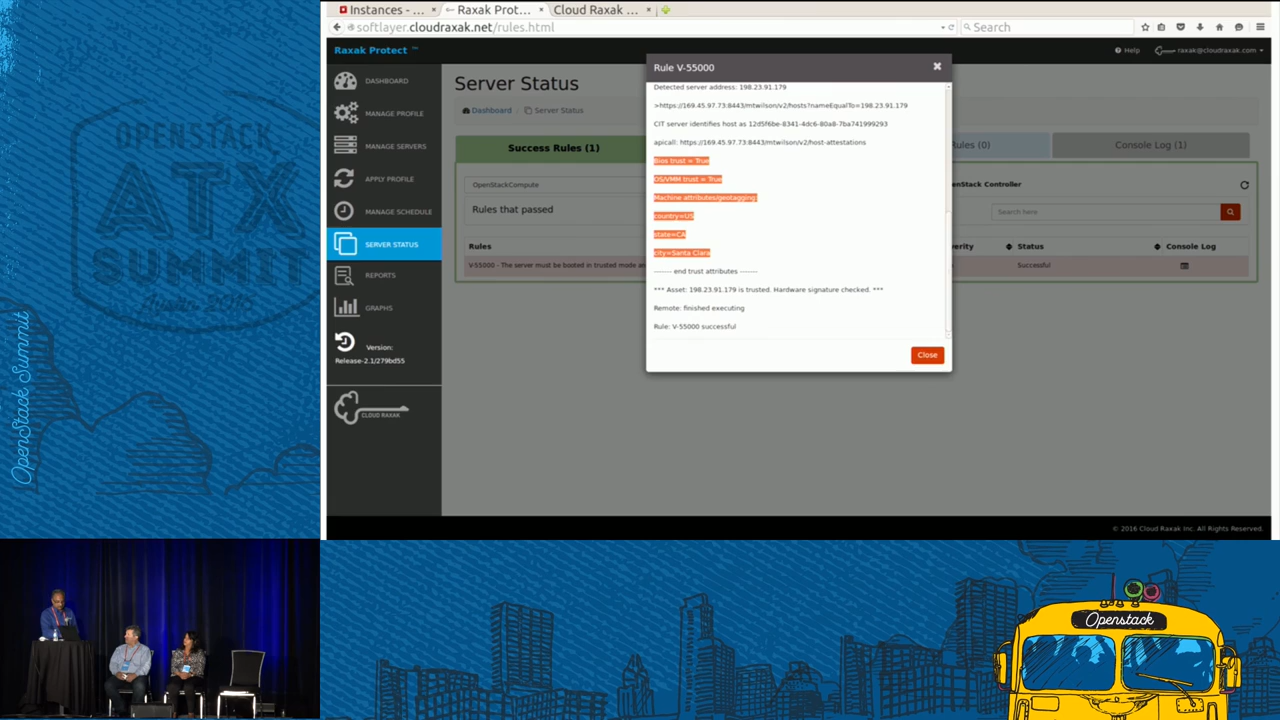 Instances - ...
Raxak Prot...
Cloud Raxak ...
softlayer.cloudraxak.net/rules.html
Search
Raxak Protect ™
Help
raxak@cloudraxak.com
DASHBOARD
MANAGE PROFILE
MANAGE SERVERS
APPLY PROFILE
MANAGE SCHEDULE
SERVER STATUS
REPORTS
GRAPHS
Version:
Release-2.1/279bd55
CLOUD RAXAK
Server Status
Dashboard / Server Status
Success Rules (1)
Rules (0)
Console Log (1)
OpenStackCompute
Rules that passed
Rules
V-55000 - The server must be booted in trusted mode an
enStack Controller
Search here
erity
Status
Console Log
Successful
Rule V-55000
Detected server address: 198.23.91.179
>https://169.45.97.73:8443/mtwilson/v2/hosts?nameEqualTo=198.23.91.179
CIT server identifies host as 12d5f6be-8341-4dc6-80a8-7ba741999293
apicall: https://169.45.97.73:8443/mtwilson/v2/host-attestations
Bios trust = True
OS/VMM trust = True
Machine attributes/geotagging:
country=US
state=CA
city=Santa Clara
------- end trust attributes -------
*** Asset: 198.23.91.179 is trusted. Hardware signature checked. ***
Remote: finished executing
Rule: V-55000 successful
Close
© 2016 Cloud Raxak Inc. All Rights Reserved.
OpenStack Summit
Openstack